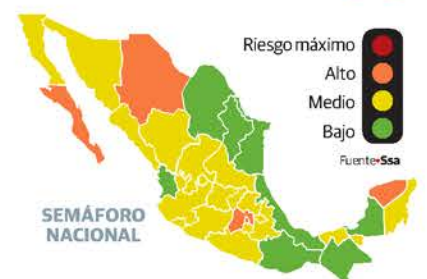 Riesgo máximo
Alto
Medio
Bajo
Fuente•Ssa
SEMÁFORO
NACIONAL